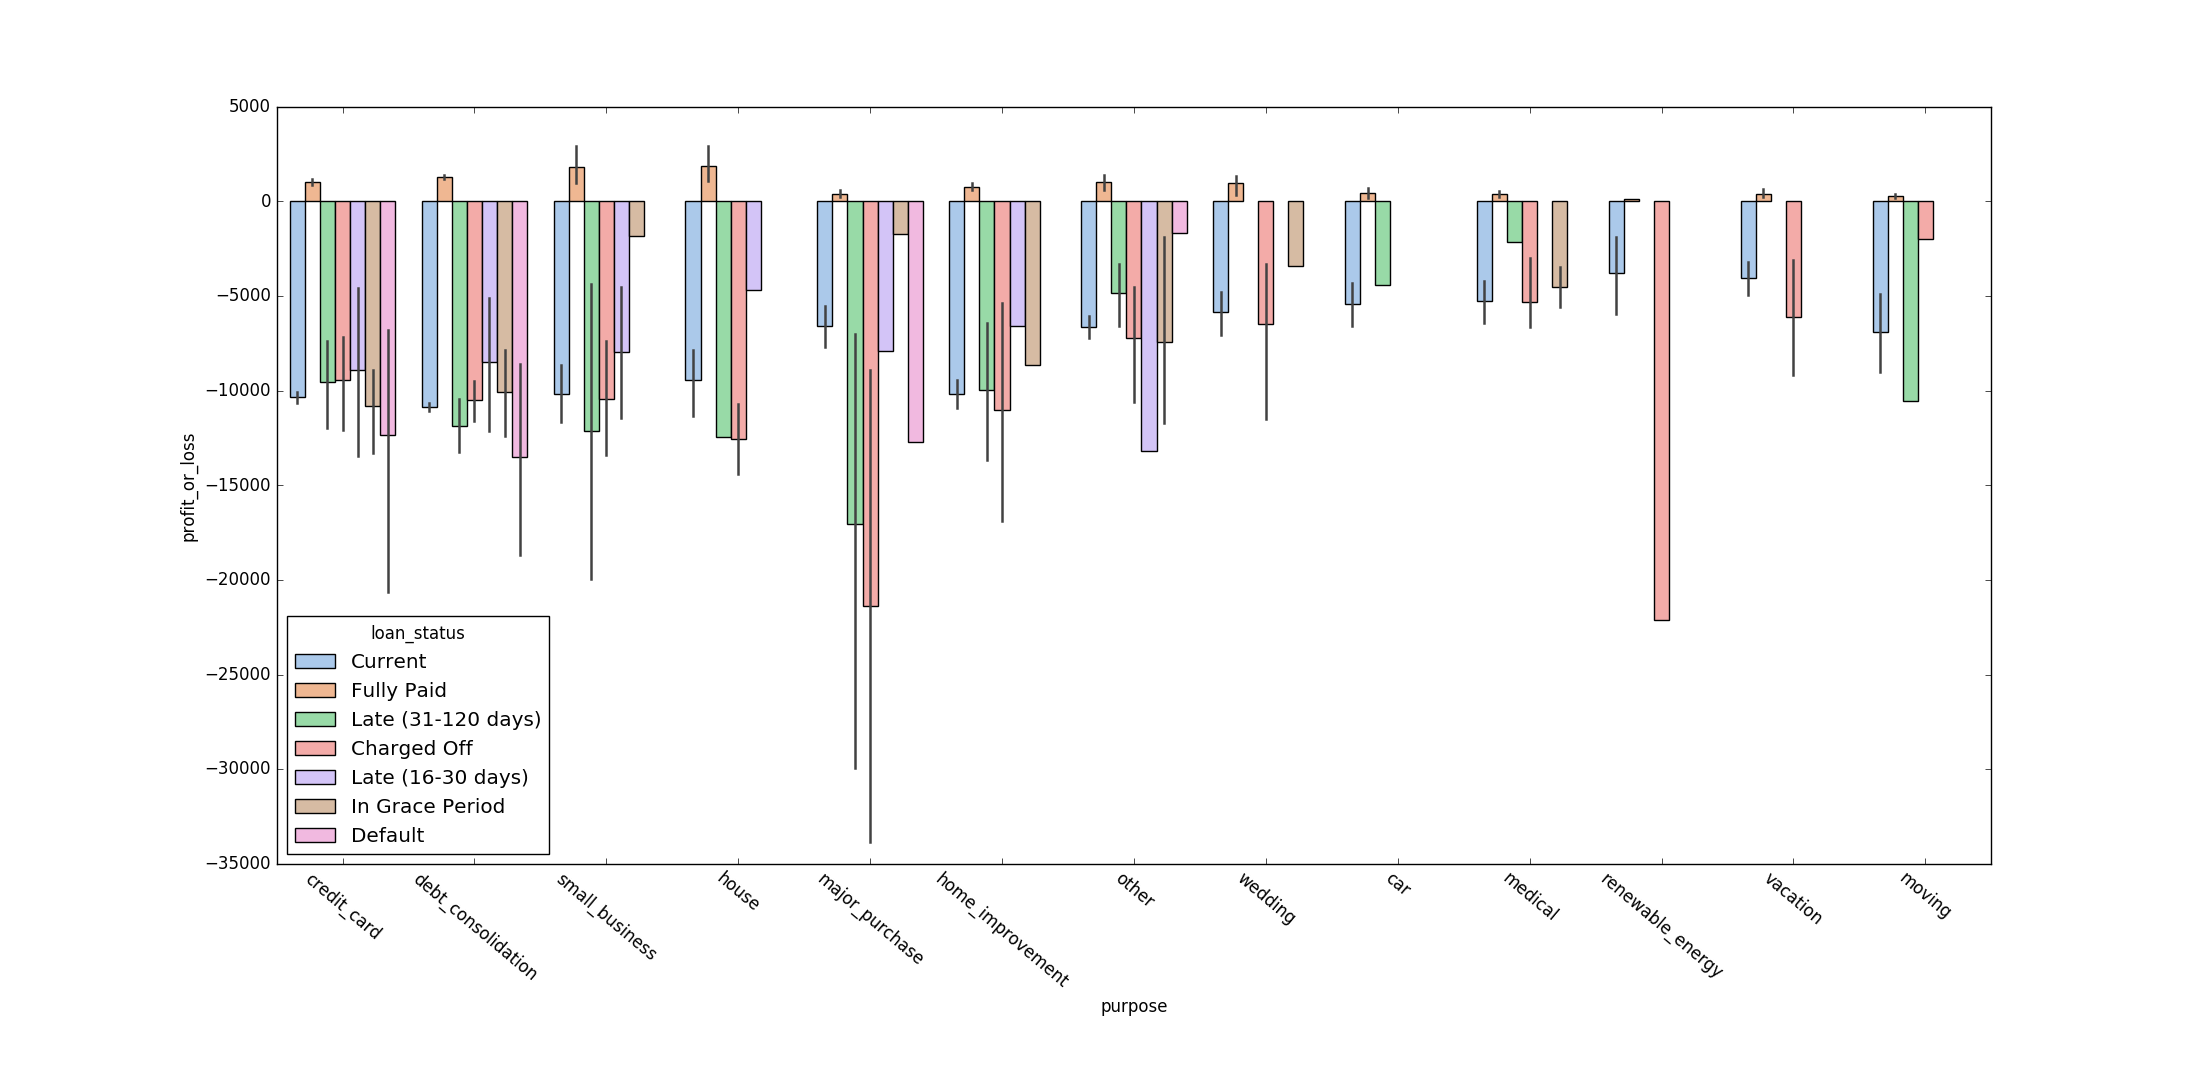 5000
0
−5000
−10000
−15000
−20000
−25000
−30000
−35000
profit_or_loss
loan_status
Current
Fully Paid
Late (31-120 days)
Charged Off
Late (16-30 days)
In Grace Period
Default
credit_card
debt_consolidation
small_business
house
major_purchase
home_improvement
other
wedding
car
medical
renewable_energy
vacation
moving
purpose